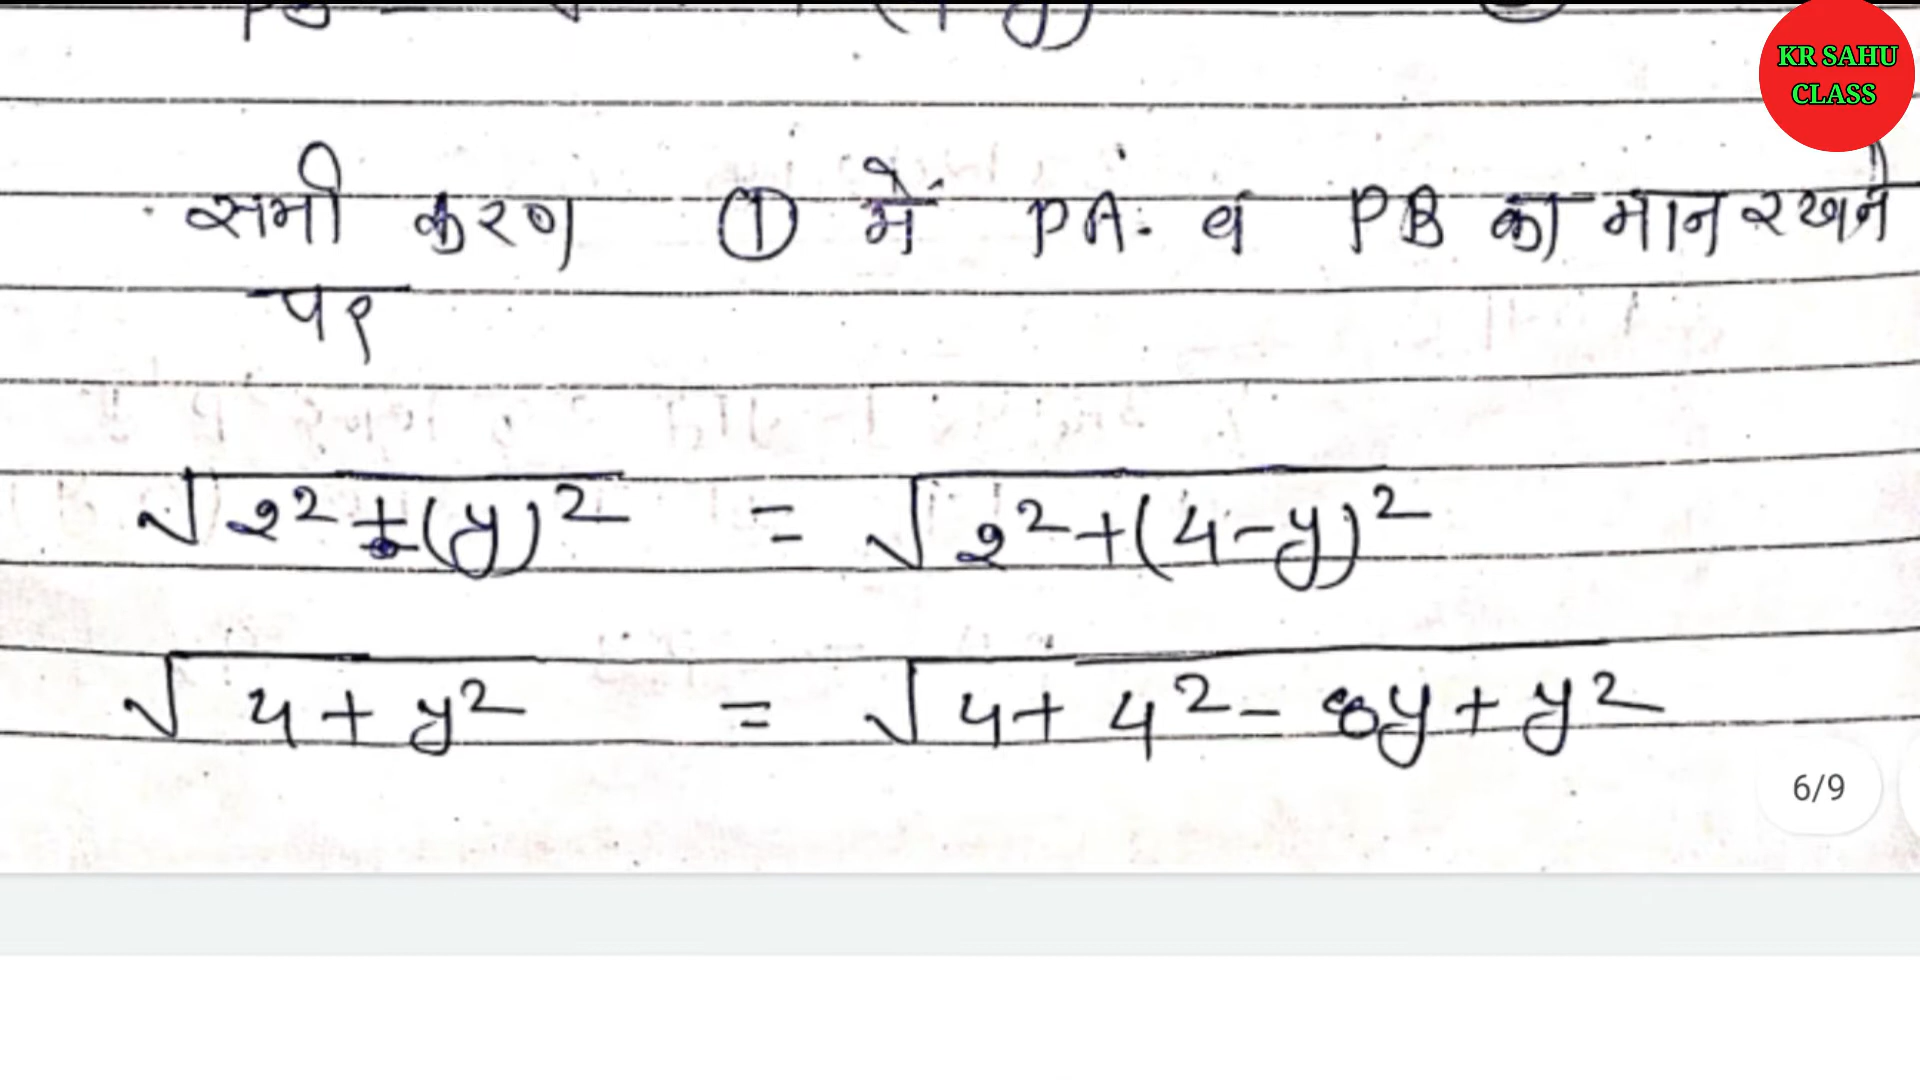 KR SAHU
CLASS
समी करण ① में PA. व PB का मान रखने
पर
√2² + (y)² = √2² + (4-y)²
√4 + y² = √4 + 4² - 8y + y²
6/9